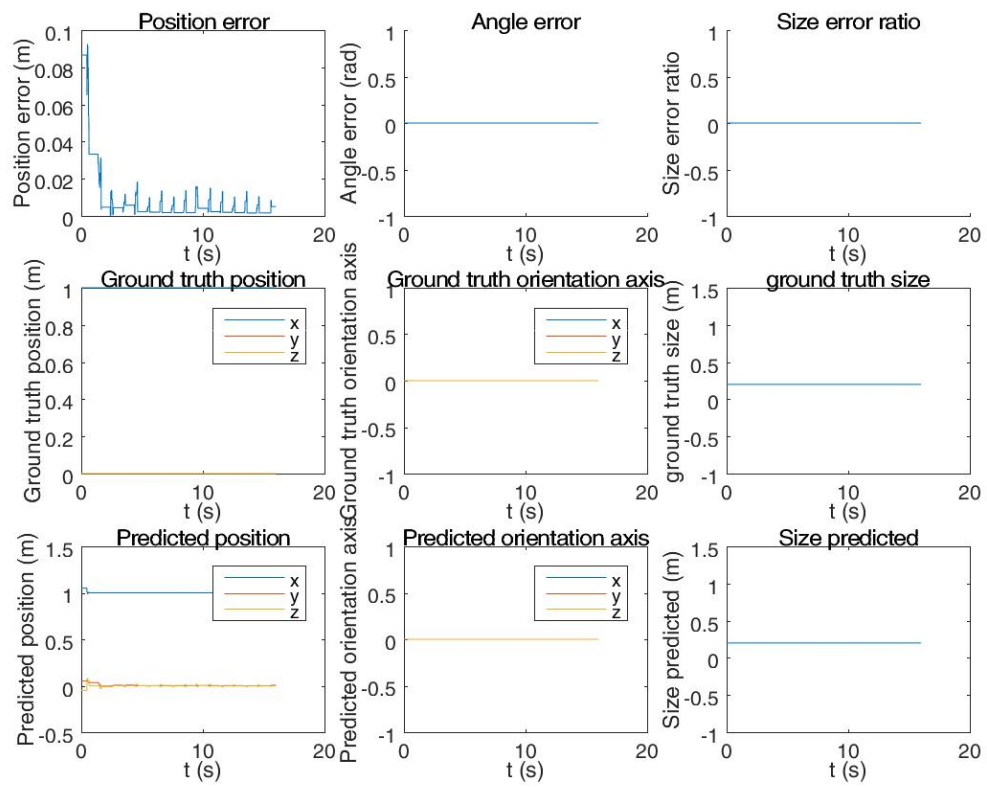 Position error
Position error (m)
0.1
0.08
0.06
0.04
0.02
0
0 10 20
t (s)
Angle error
Angle error (rad)
1
0.5
0
-0.5
-1
0 10 20
t (s)
Size error ratio
Size error ratio
1
0.5
0
-0.5
-1
0 10 20
t (s)
Ground truth position
Ground truth position (m)
1
0.8
0.6
0.4
0.2
0
x
y
z
0 10 20
t (s)
Ground truth orientation axis
Ground truth orientation axis
1
0.5
0
-0.5
-1
x
y
z
0 10 20
t (s)
ground truth size
ground truth size (m)
1.5
1
0.5
0
-0.5
-1
0 10 20
t (s)
Predicted position
Predicted position (m)
1.5
1
0.5
0
-0.5
x
y
z
0 10 20
t (s)
Predicted orientation axis
Predicted orientation axis
1
0.5
0
-0.5
-1
x
y
z
0 10 20
t (s)
Size predicted
Size predicted (m)
1.5
1
0.5
0
-0.5
-1
0 10 20
t (s)